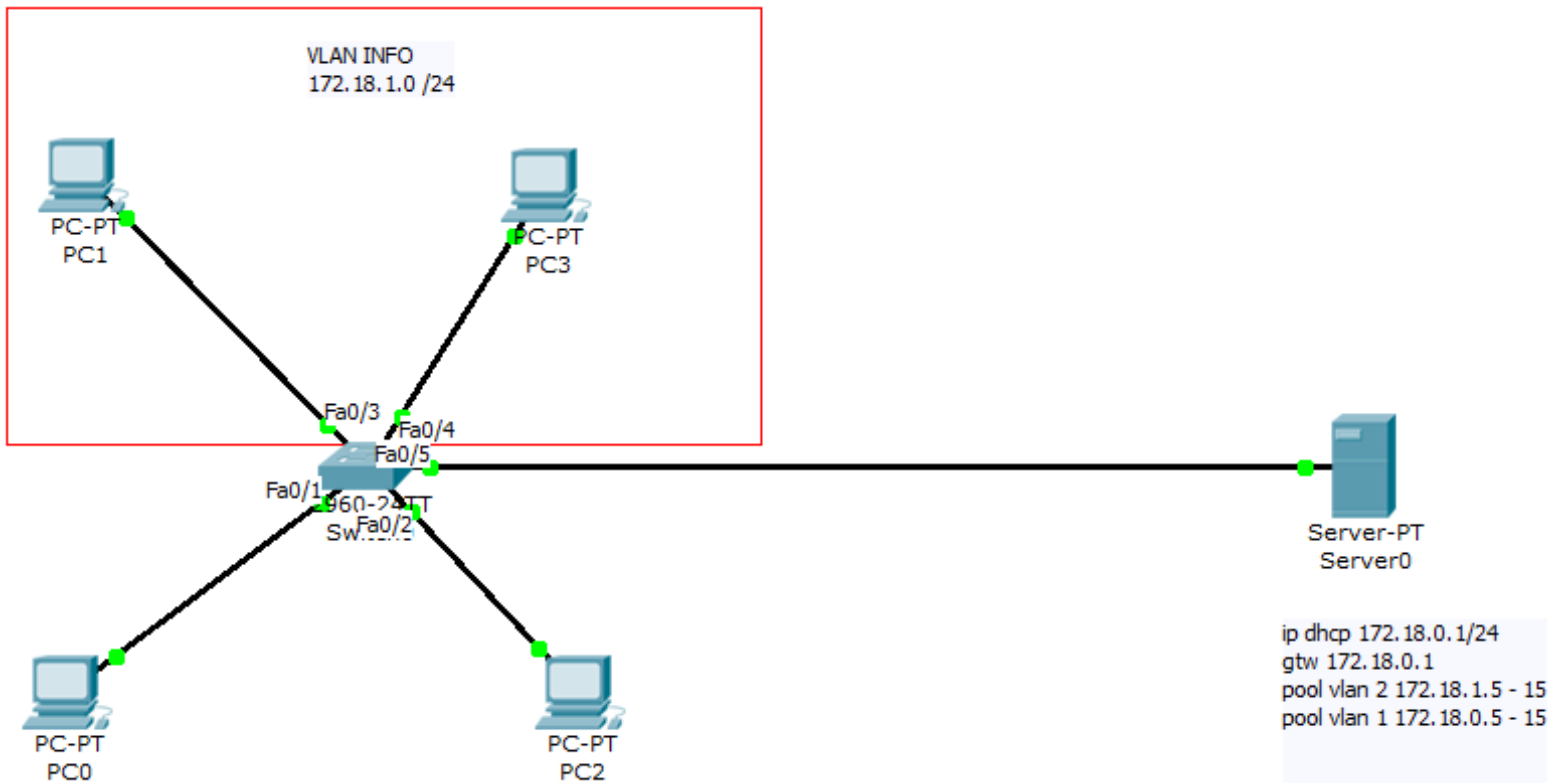 VLAN INFO
172.18.1.0 /24
PC-PT
PC1
PC-PT
PC3
Fa0/3
Fa0/4
Fa0/5
Fa0/1
960-24TT
Fa0/2
Server-PT
Server0
ip dhcp 172.18.0.1/24
gtw 172.18.0.1
pool vlan 2 172.18.1.5 - 15
pool vlan 1 172.18.0.5 - 15
PC-PT
PC0
PC-PT
PC2